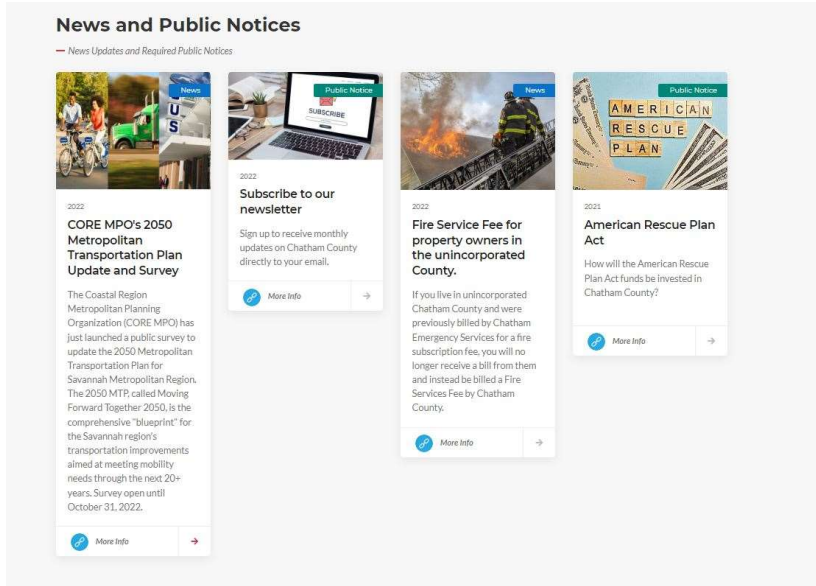 News and Public Notices
News Updates and Required Public Notices
News
U
S
2022
CORE MPO's 2050
Metropolitan
Transportation Plan
Update and Survey
The Coastal Region
Metropolitan Planning
Organization (CORE MPO) has
just launched a public survey to
update the 2050 Metropolitan
Transportation Plan for
Savannah Metropolitan Region.
The 2050 MTP, called Moving
Forward Together 2050, is the
comprehensive "blueprint" for
the Savannah region's
transportation improvements
aimed at meeting mobility
needs through the next 20+
years. Survey open until
October 31, 2022.
More Info
Public Notice
SUBSCRIBE
2022
Subscribe to our
newsletter
Sign up to receive monthly
updates on Chatham County
directly to your email.
More Info
News
2022
Fire Service Fee for
property owners in
the unincorporated
County.
If you live in unincorporated
Chatham County and were
previously billed by Chatham
Emergency Services for a fire
subscription fee, you will no
longer receive a bill from them
and instead be billed a Fire
Services Fee by Chatham
County.
More Info
Public Notice
AMERICAN
RESCUE
PLAN
2021
American Rescue Plan
Act
How will the American Rescue
Plan Act funds be invested in
Chatham County?
More Info